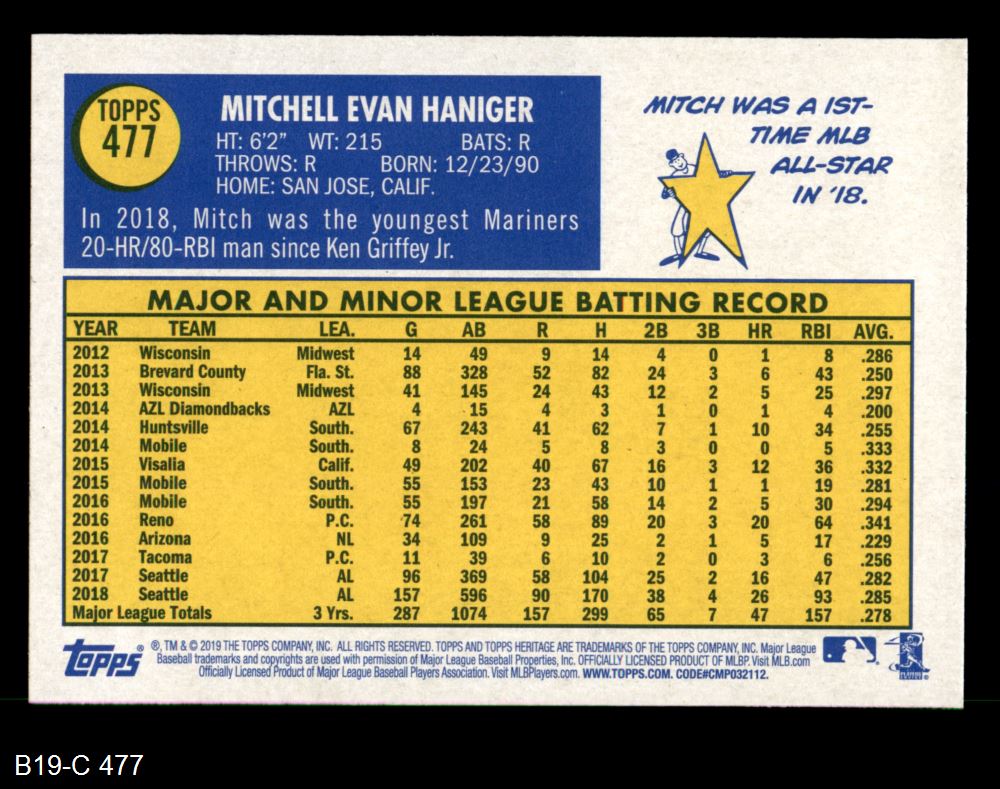 TOPPS
477
MITCHELL EVAN HANIGER
HT: 6'2" WT: 215 BATS: R
THROWS: R BORN: 12/23/90
HOME: SAN JOSE, CALIF.
In 2018, Mitch was the youngest Mariners
20-HR/80-RBI man since Ken Griffey Jr.
MITCH WAS A 1ST-
TIME MLB
ALL-STAR
IN '18.
MAJOR AND MINOR LEAGUE BATTING RECORD
YEAR TEAM LEA. G AB R H 2B 3B HR RBI AVG.
2012 Wisconsin Midwest 14 49 9 14 4 0 1 8 .286
2013 Brevard County Fla. St. 88 328 52 82 24 3 6 43 .250
2013 Wisconsin Midwest 41 145 24 43 12 2 5 25 .297
2014 AZL Diamondbacks AZL 4 15 4 3 1 0 1 4 .200
2014 Huntsville South. 67 243 41 62 7 1 10 34 .255
2014 Mobile South. 8 24 5 8 3 0 0 5 .333
2015 Visalia Calif. 49 202 40 67 16 3 12 36 .332
2015 Mobile South. 55 153 23 43 10 1 1 19 .281
2016 Mobile South. 55 197 21 58 14 2 5 30 .294
2016 Reno P.C. 74 261 58 89 20 3 20 64 .341
2016 Arizona NL 34 109 9 25 2 1 5 17 .229
2017 Tacoma P.C. 11 39 6 10 2 0 3 6 .256
2017 Seattle AL 96 369 58 104 25 2 16 47 .282
2018 Seattle AL 157 596 90 170 38 4 26 93 .285
Major League Totals 3 Yrs. 287 1074 157 299 65 7 47 157 .278
topps®
®, TM & © 2019 THE TOPPS COMPANY, INC. ALL RIGHTS RESERVED. TOPPS AND TOPPS HERITAGE ARE TRADEMARKS OF THE TOPPS COMPANY, INC. Major League
Baseball trademarks and copyrights are used with permission of Major League Baseball Properties, Inc. OFFICIALLY LICENSED PRODUCT OF MLBP. Visit MLB.com
Officially Licensed Product of Major League Baseball Players Association. Visit MLBPlayers.com. WWW.TOPPS.COM. CODE#CMP032112.
B19-C 477